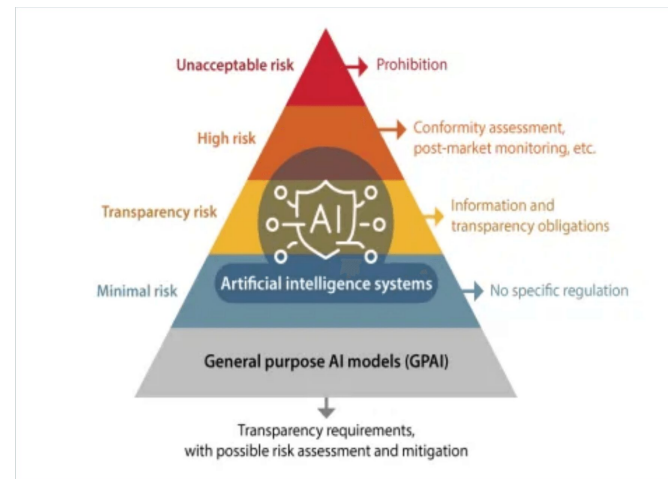 Unacceptable risk
Prohibition
High risk
Conformity assessment,
post-market monitoring, etc.
Transparency risk
AI
Information and
transparency obligations
Minimal risk
Artificial intelligence systems
No specific regulation
General purpose AI models (GPAI)
Transparency requirements,
with possible risk assessment and mitigation